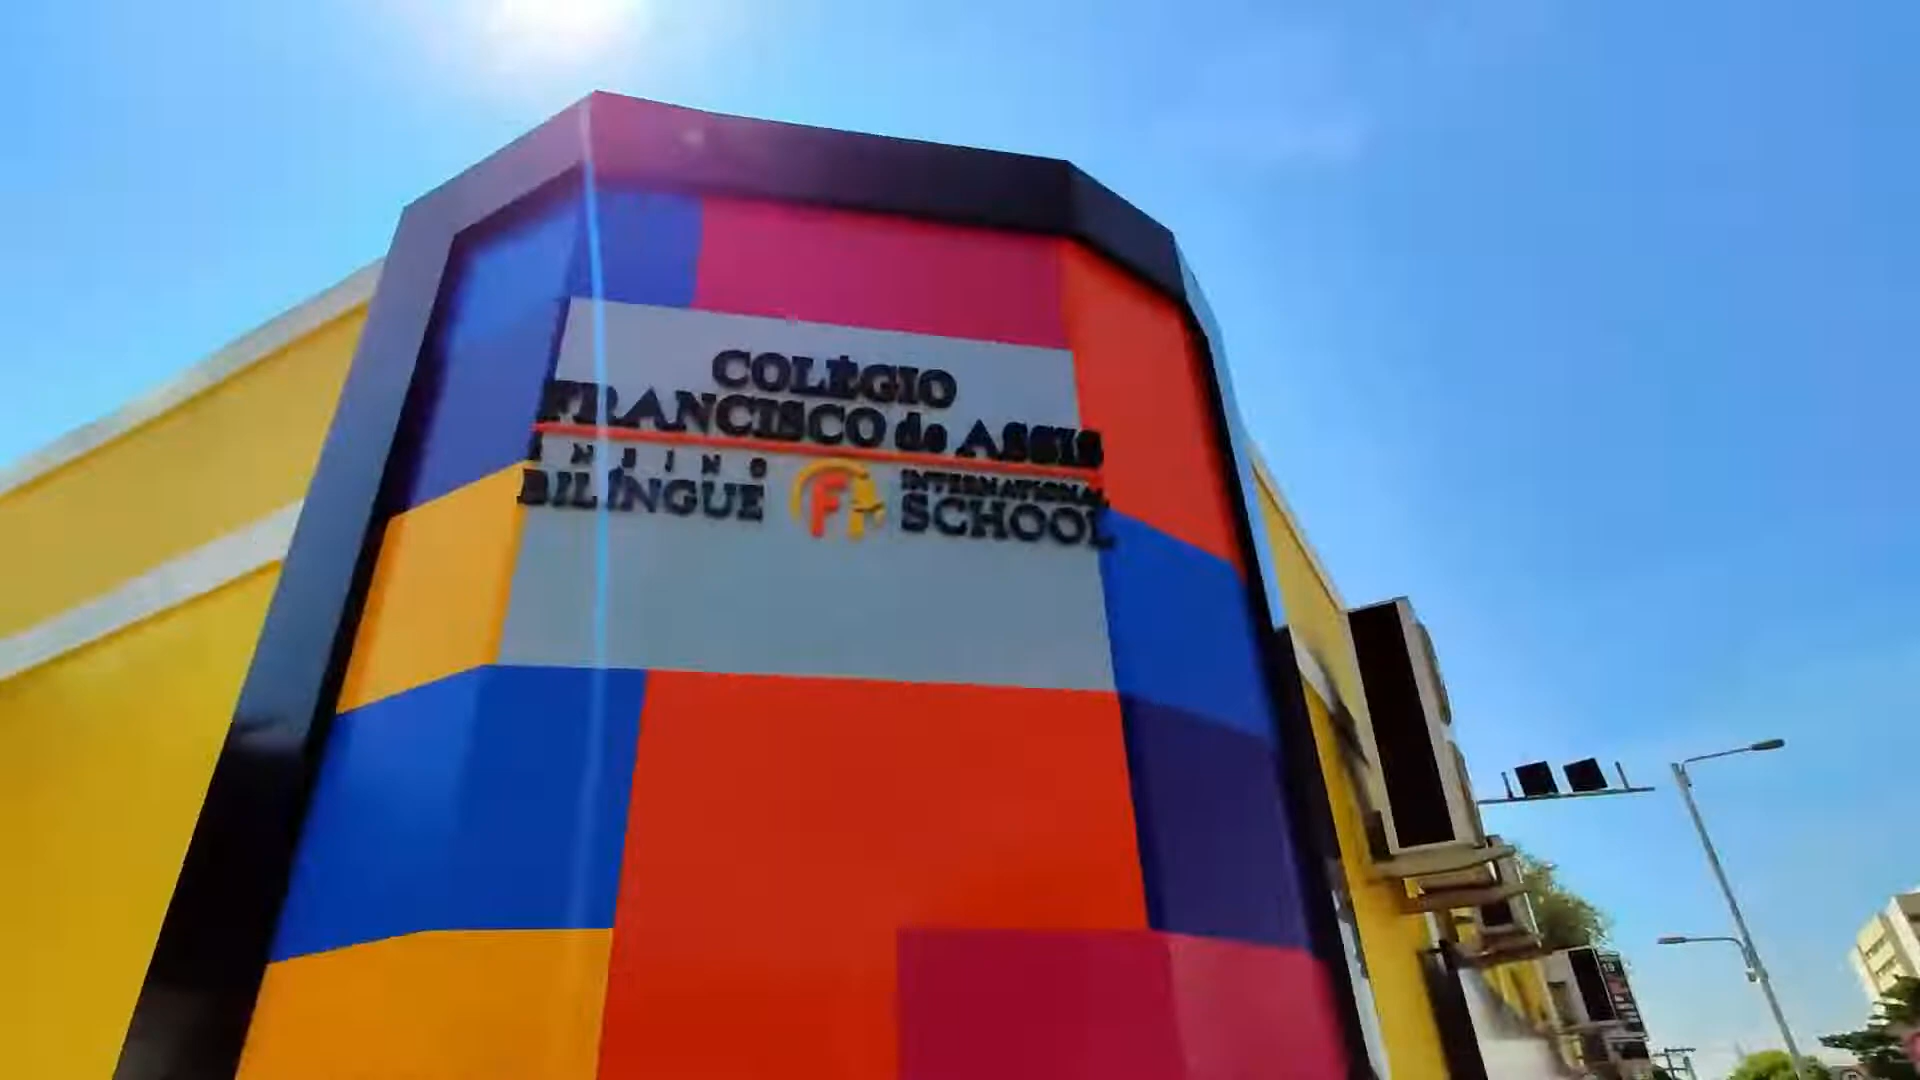 COLÉGIO
FRANCISCO de ASSIS
ENSINO
BILÍNGUE
INTERNATIONAL
SCHOOL